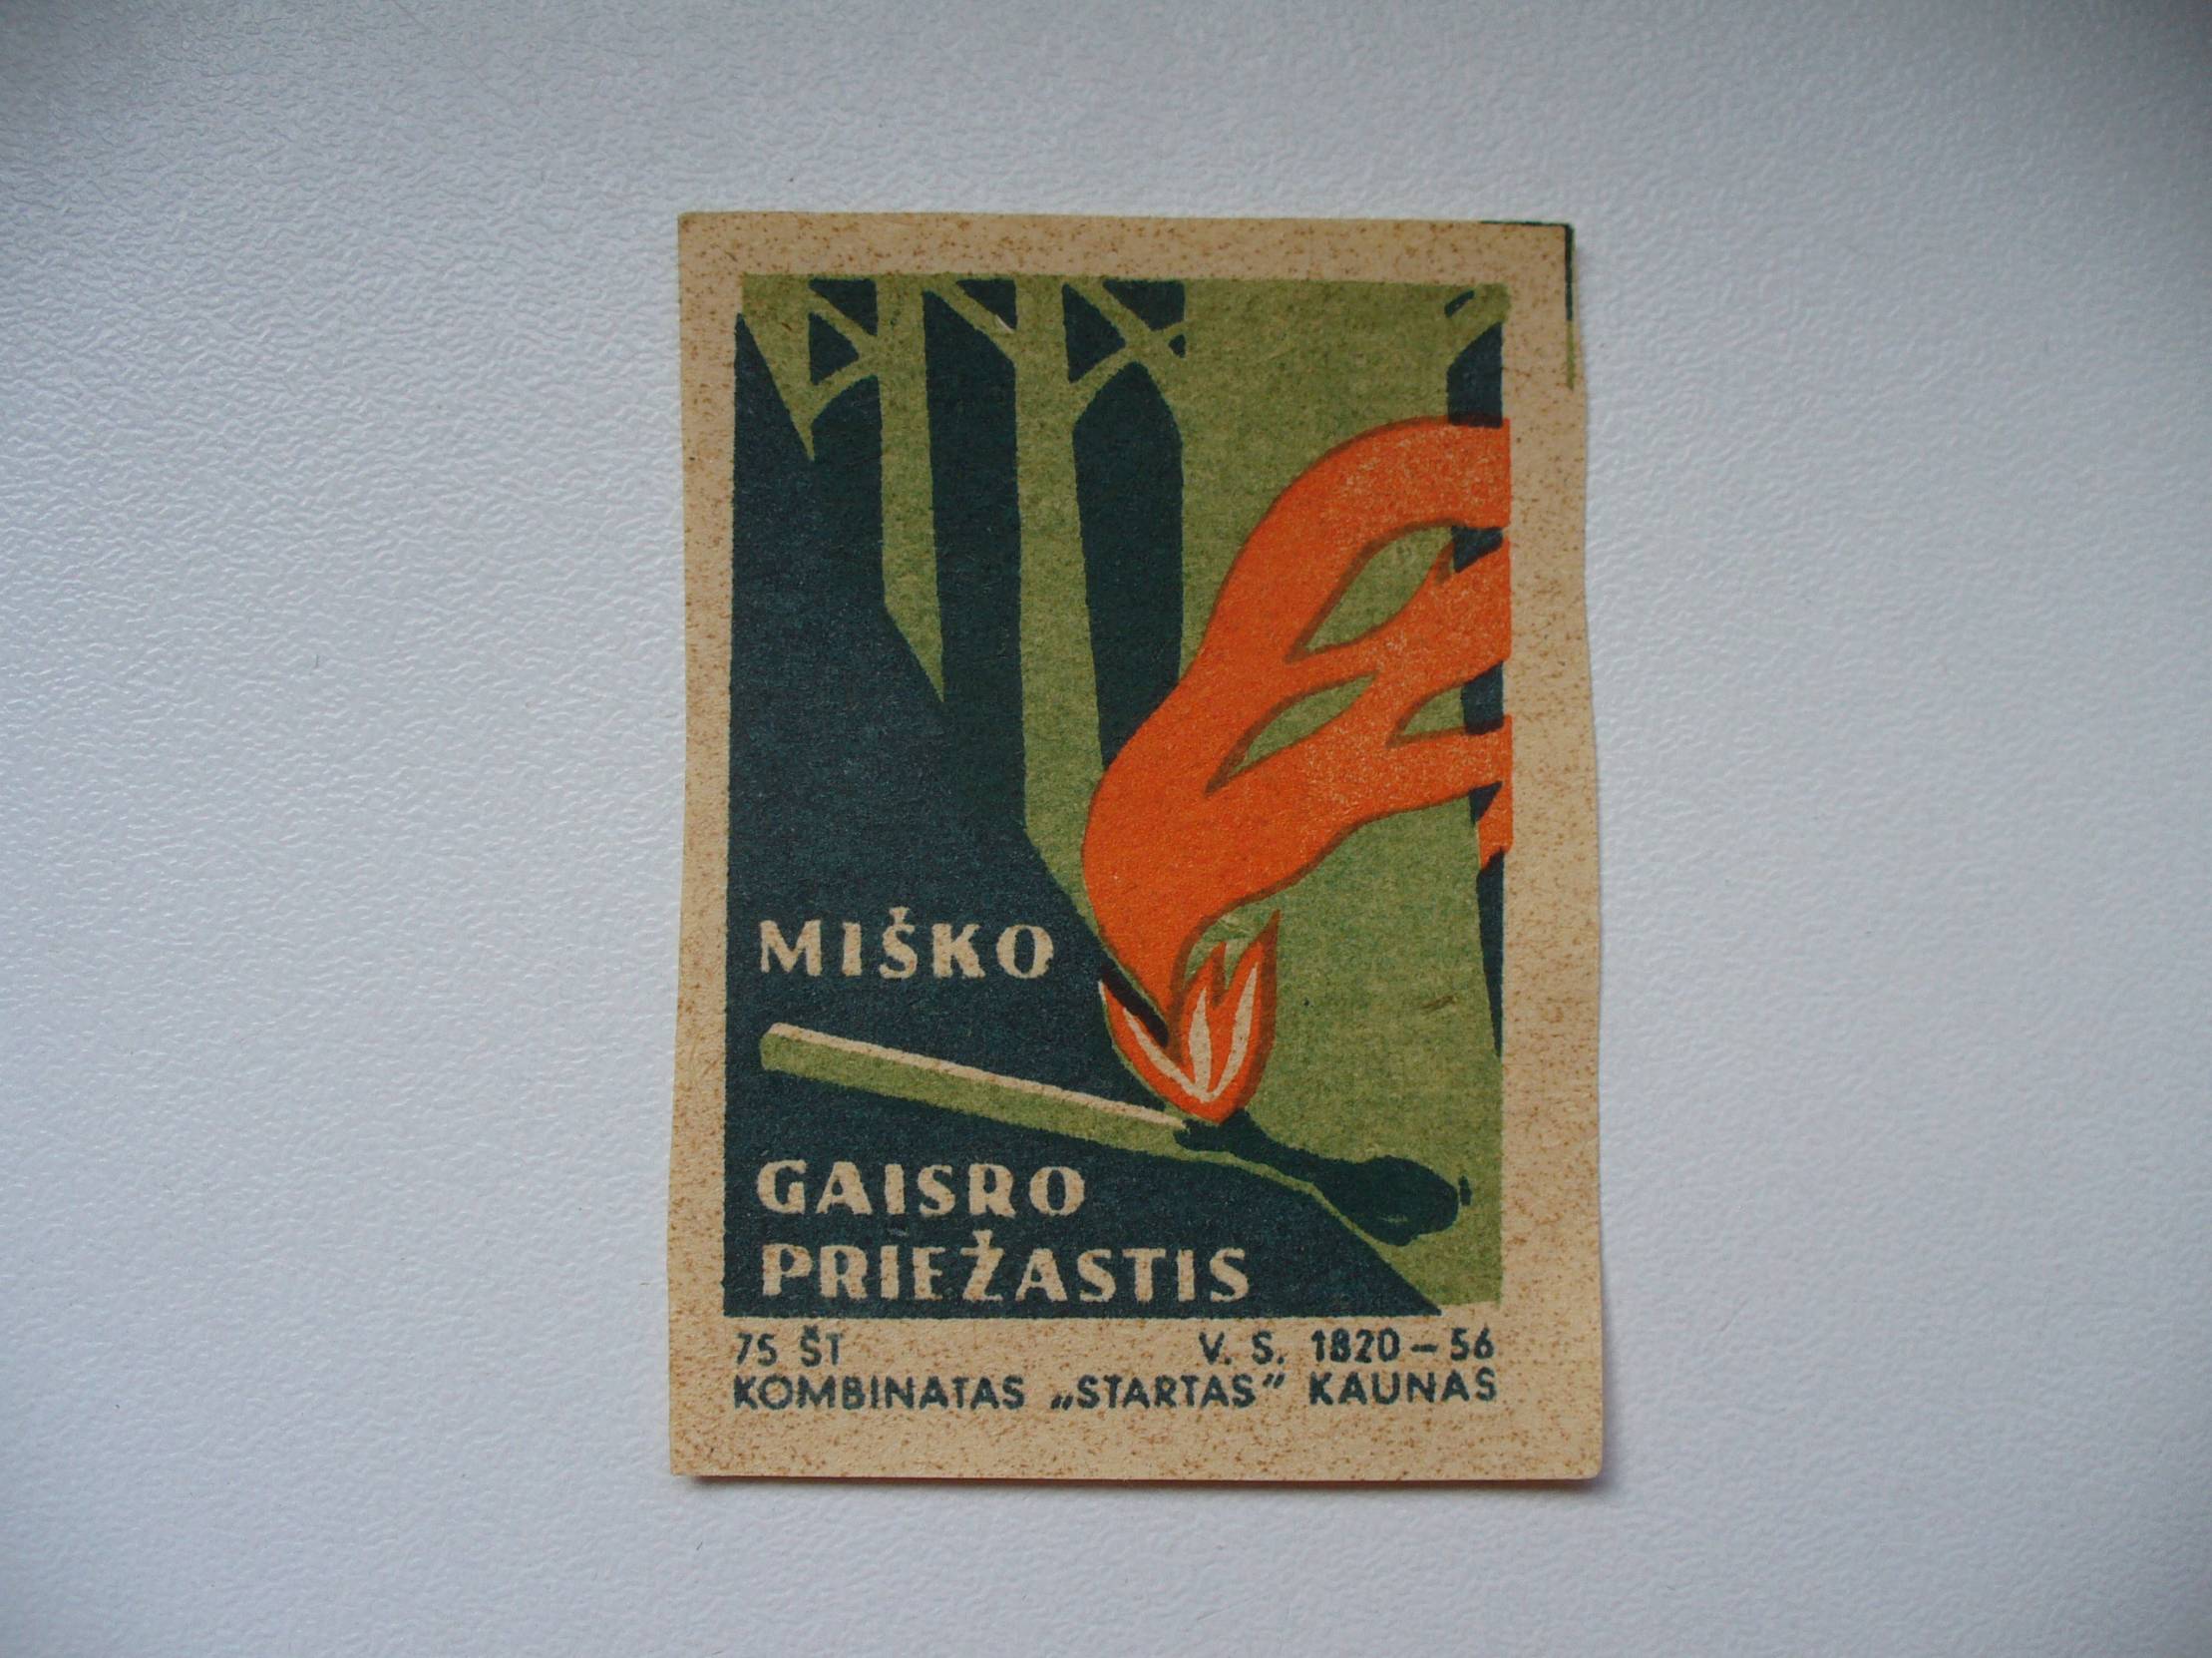 MIŠKO
GAISRO
PRIEŽASTIS
75 ŠT V. S. 1820 – 56
KOMBINATAS „STARTAS” KAUNAS